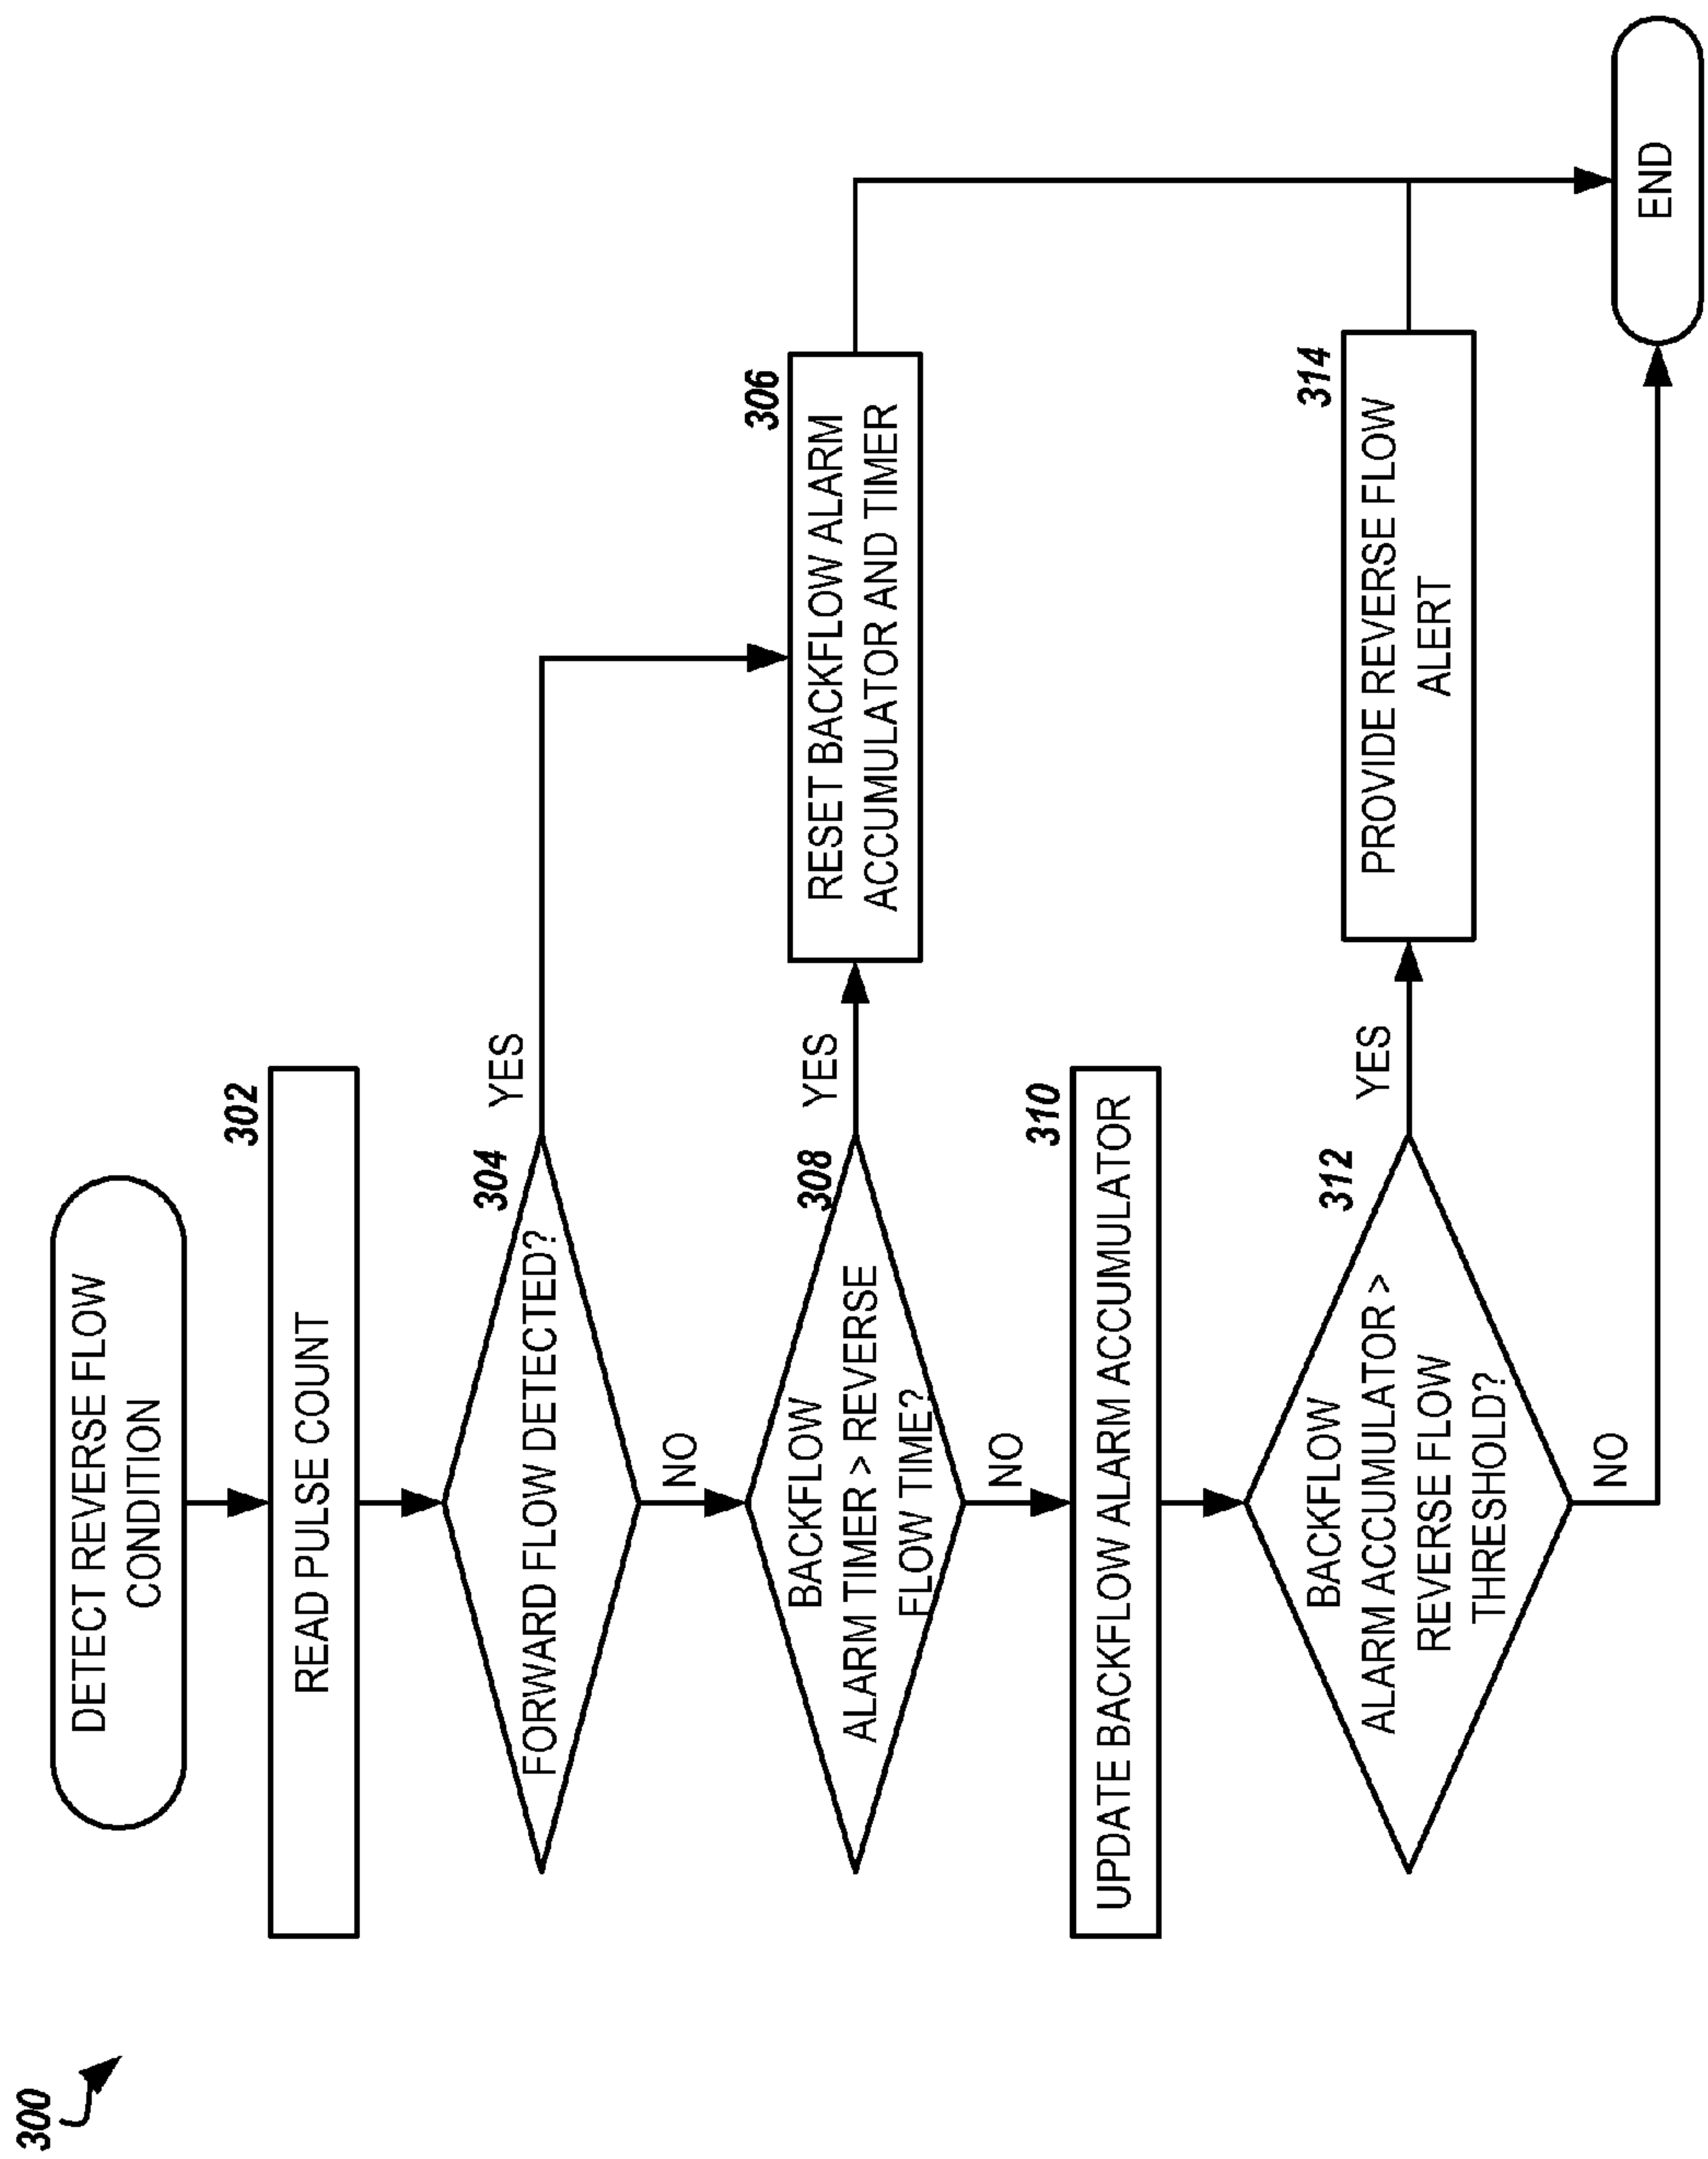 300
DETECT REVERSE FLOW
CONDITION
302
READ PULSE COUNT
304
FORWARD FLOW DETECTED?
YES
NO
306
RESET BACKFLOW ALARM
ACCUMULATOR AND TIMER
308
BACKFLOW
ALARM TIMER > REVERSE
FLOW TIME?
YES
NO
310
UPDATE BACKFLOW ALARM ACCUMULATOR
312
BACKFLOW
ALARM ACCUMULATOR >
REVERSE FLOW
THRESHOLD?
YES
NO
314
PROVIDE REVERSE FLOW
ALERT
END